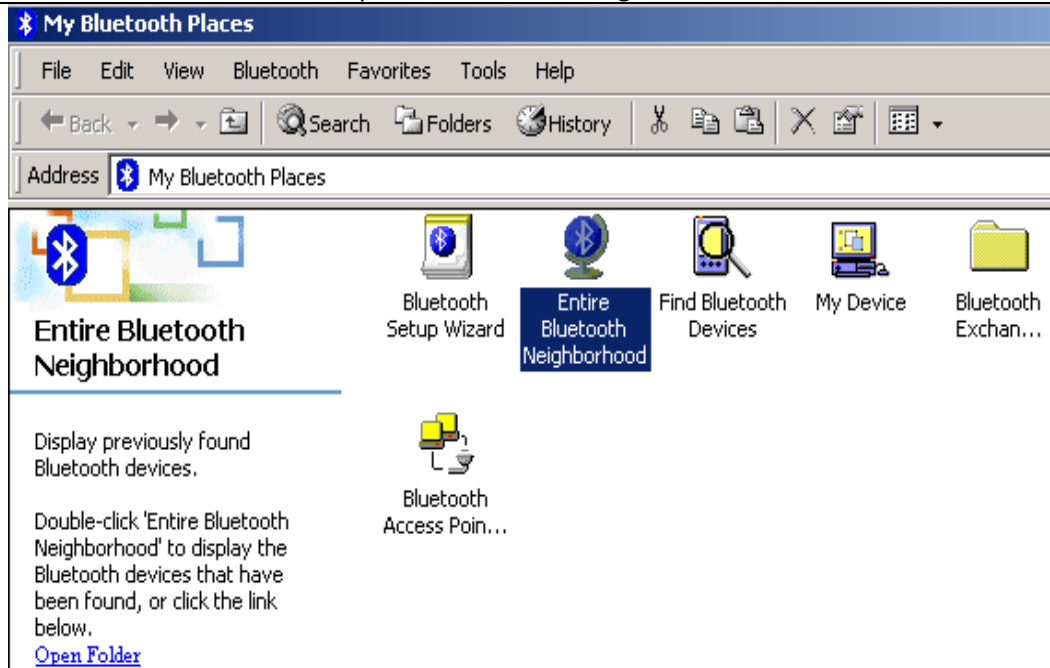 My Bluetooth Places
File Edit View Bluetooth Favorites Tools Help
Back Search Folders History
Address My Bluetooth Places
Entire Bluetooth
Neighborhood
Display previously found
Bluetooth devices.
Double-click 'Entire Bluetooth
Neighborhood' to display the
Bluetooth devices that have
been found, or click the link
below.
Open Folder
Bluetooth
Setup Wizard
Entire
Bluetooth
Neighborhood
Find Bluetooth
Devices
My Device
Bluetooth
Exchan...
Bluetooth
Access Poin...